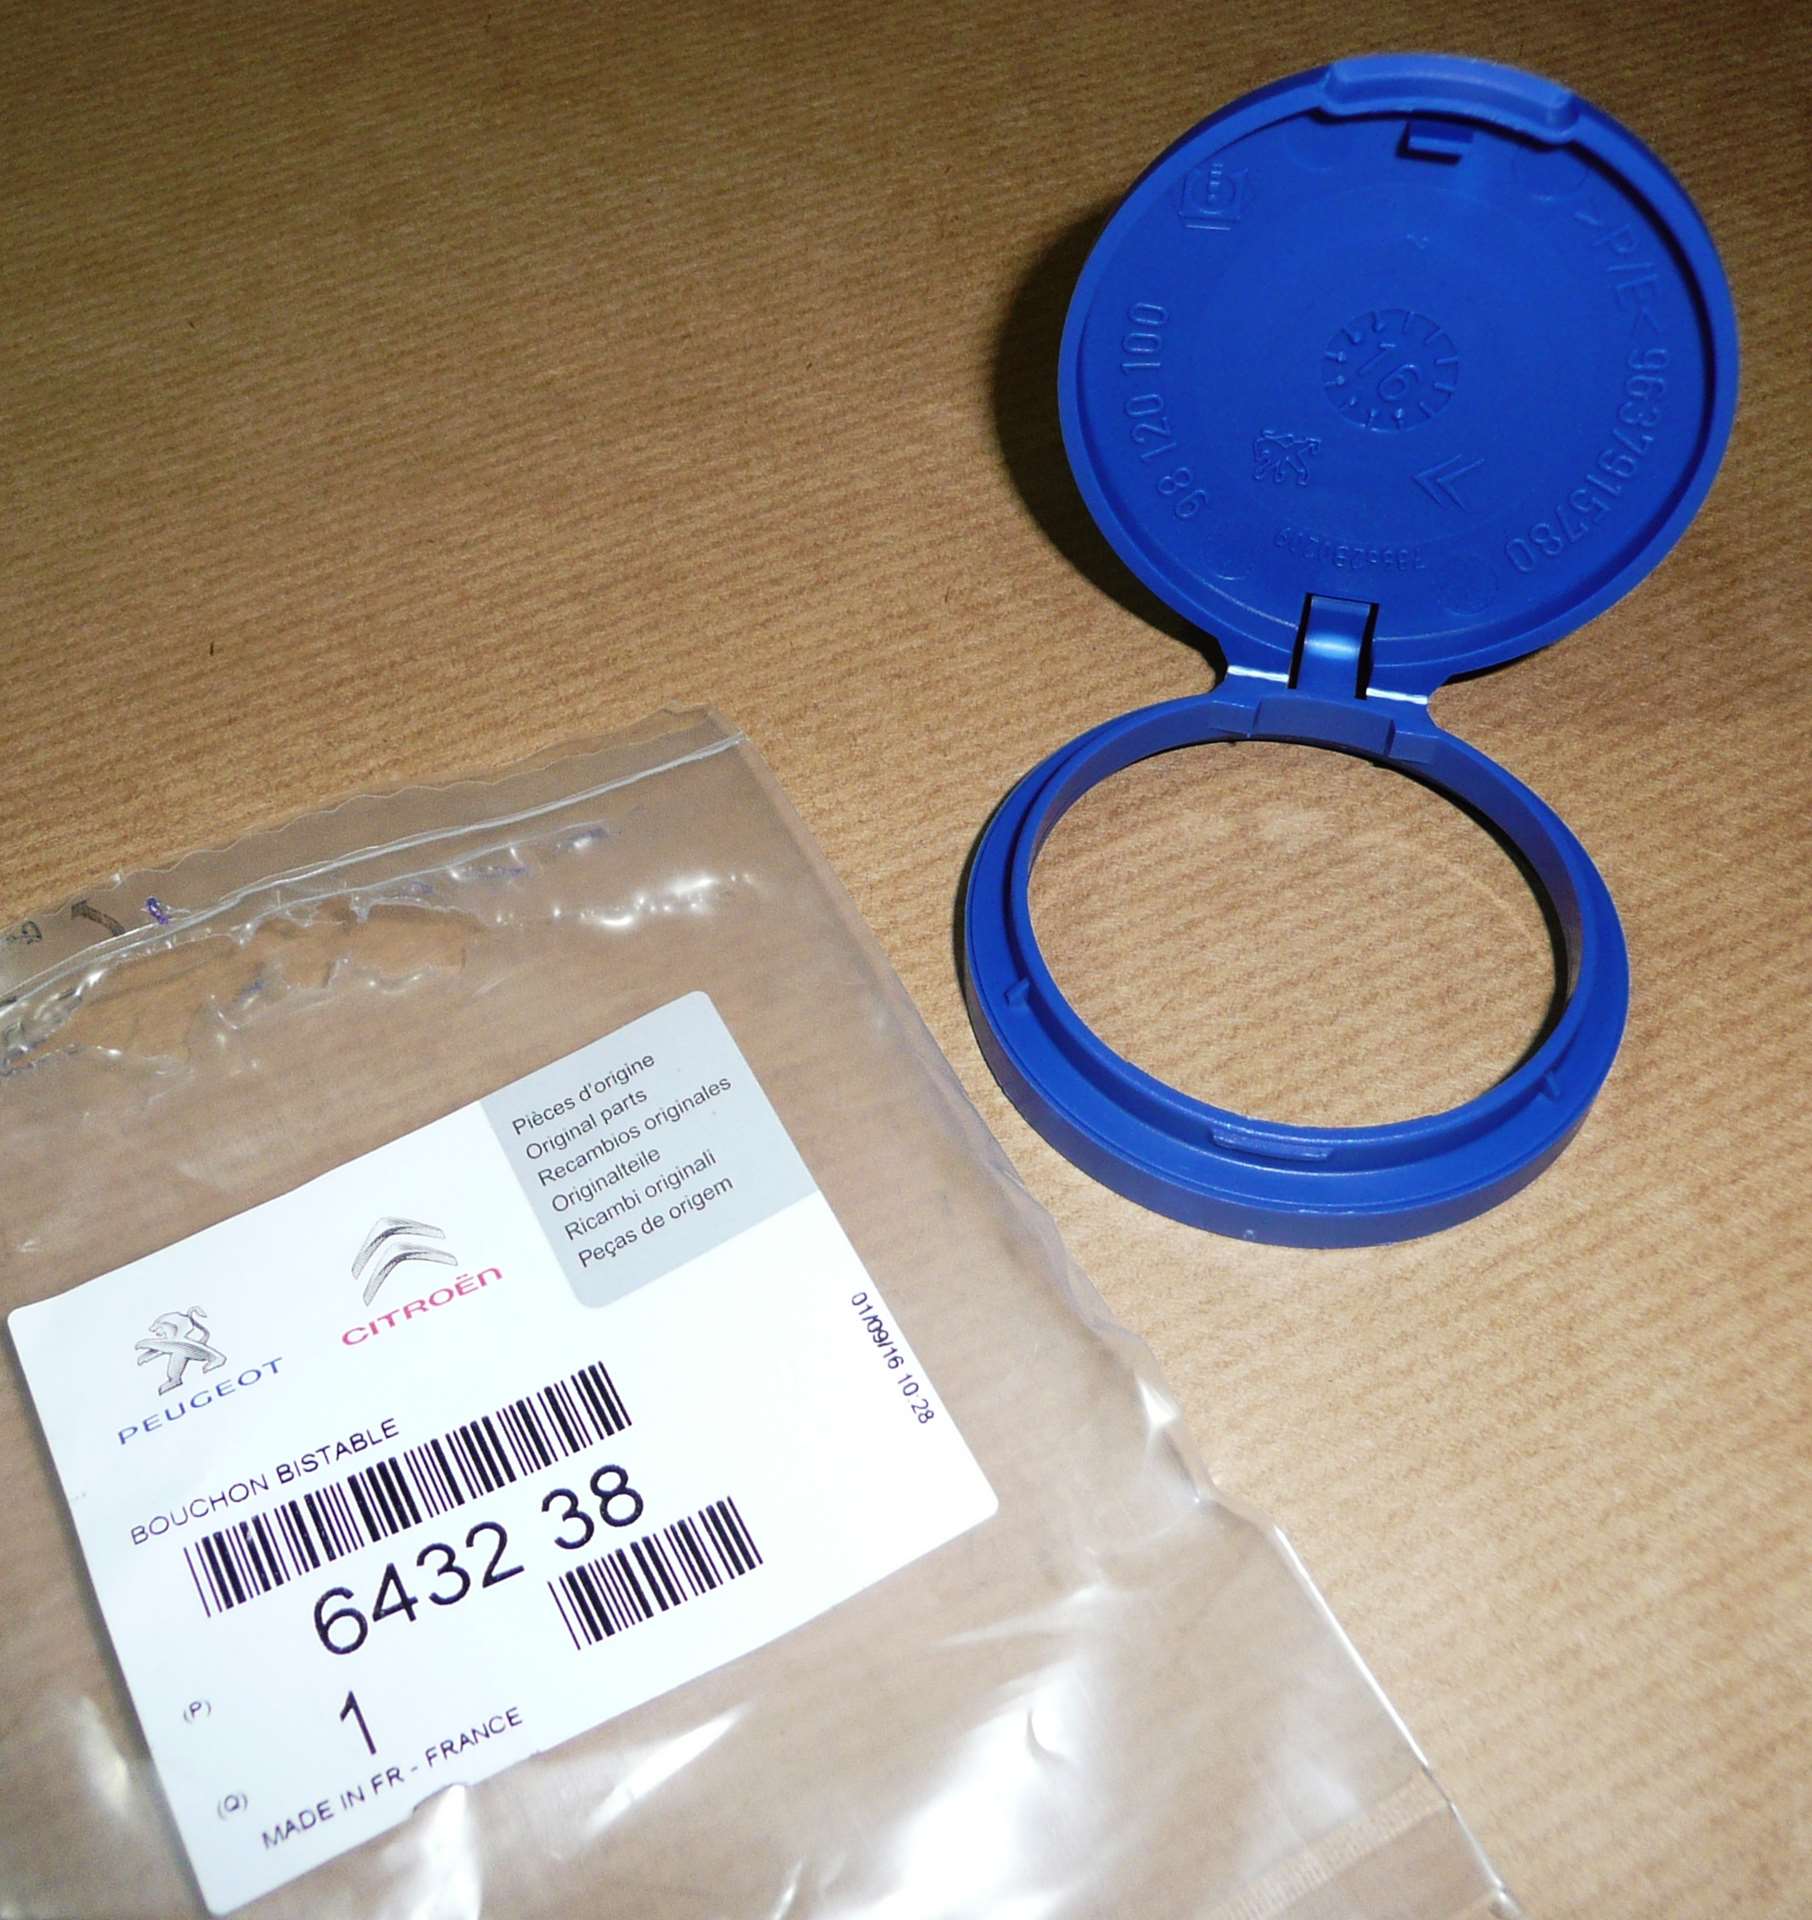 Pièces d'origine
Original parts
Recambios originales
Originalteile
Ricambi originali
Peças de origem
PEUGEOT
CITROËN
01/09/16 10:28
BOUCHON BISTABLE
6432 38
(P)
1
(Q)
MADE IN FR - FRANCE
>P/E< 9637915780
98 120 100
16